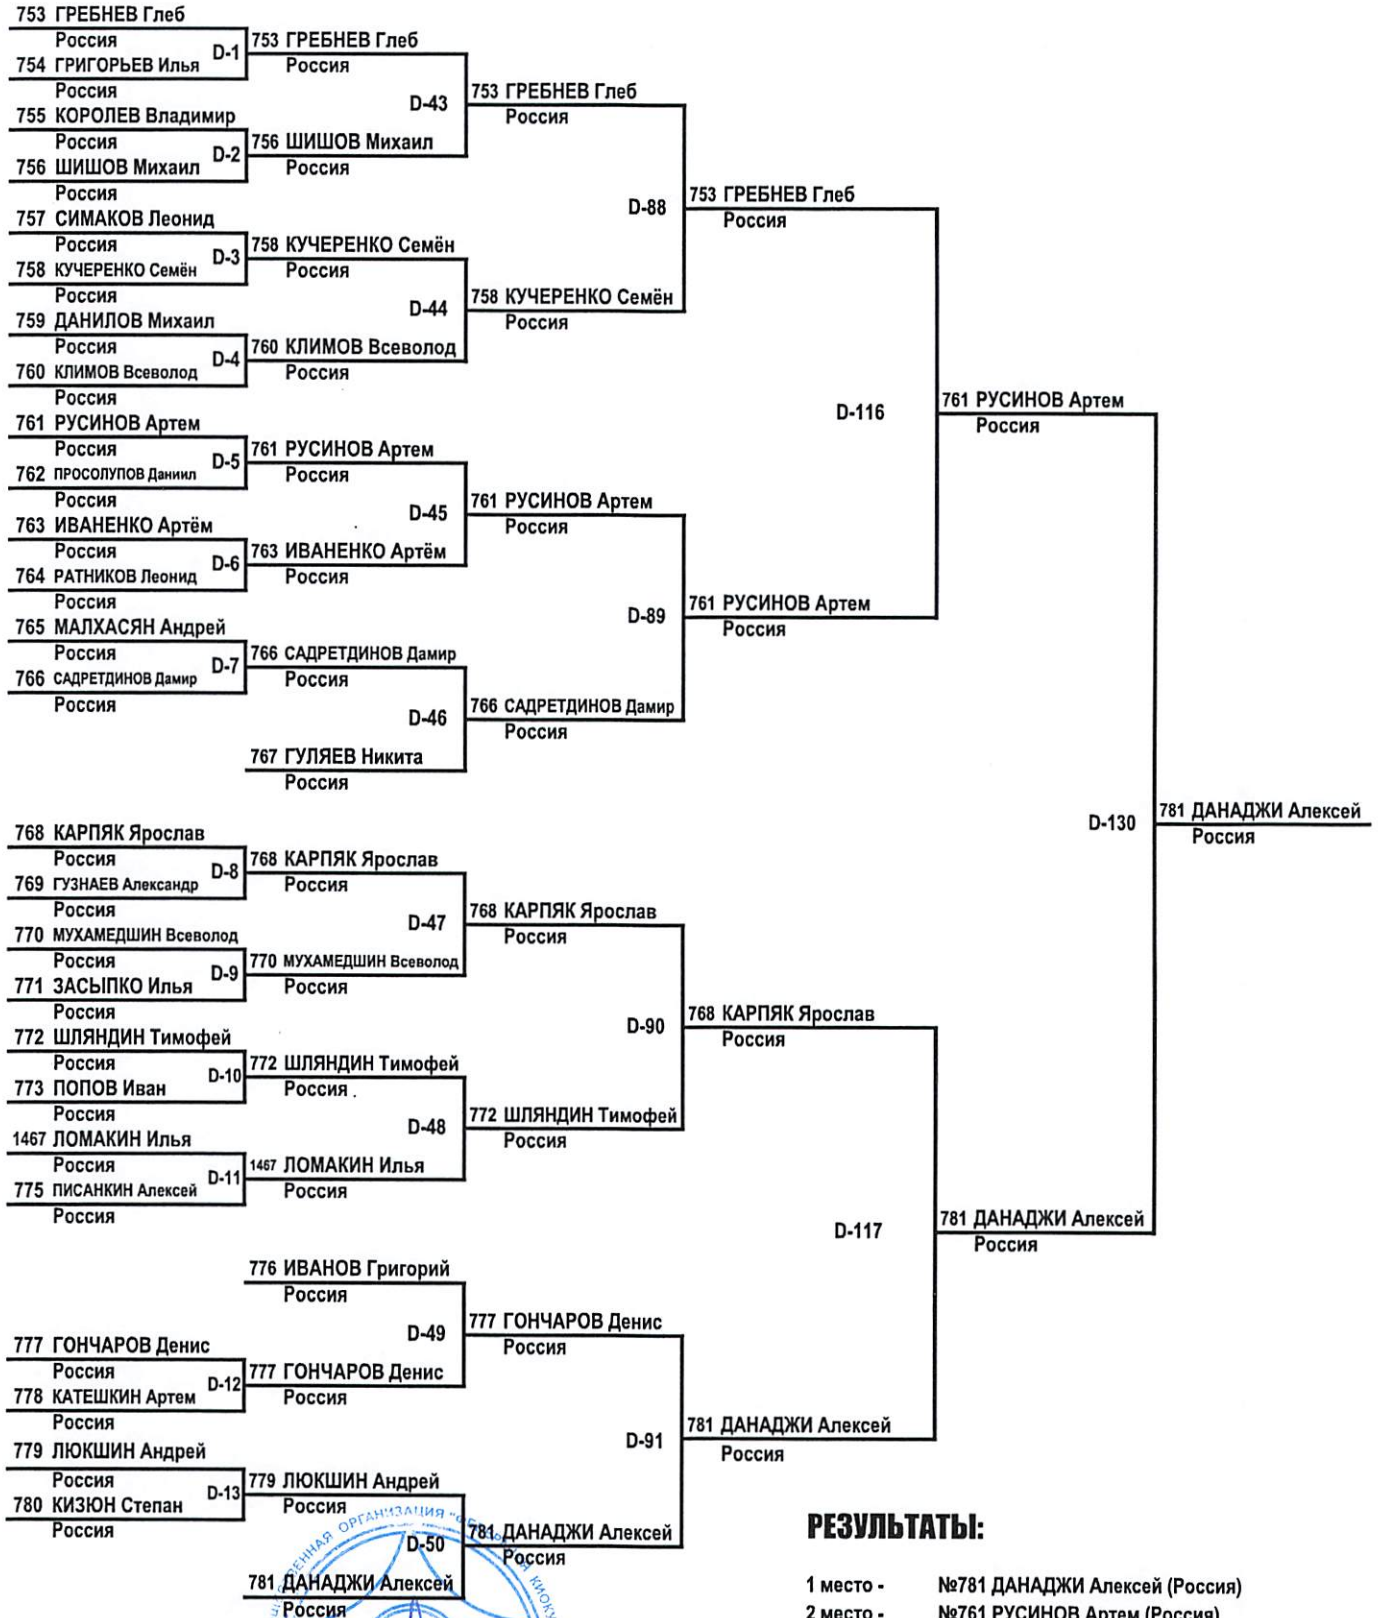 753 ГРЕБНЕВ Глеб
Россия
D-1
754 ГРИГОРЬЕВ Илья
Россия
755 КОРОЛЕВ Владимир
Россия
D-2
756 ШИШОВ Михаил
Россия
757 СИМАКОВ Леонид
Россия
D-3
758 КУЧЕРЕНКО Семён
Россия
759 ДАНИЛОВ Михаил
Россия
D-4
760 КЛИМОВ Всеволод
Россия
761 РУСИНОВ Артем
Россия
D-5
762 ПРОСОЛУПОВ Даниил
Россия
763 ИВАНЕНКО Артём
Россия
D-6
764 РАТНИКОВ Леонид
Россия
765 МАЛХАСЯН Андрей
Россия
D-7
766 САДРЕТДИНОВ Дамир
Россия
768 КАРПЯК Ярослав
Россия
D-8
769 ГУЗНАЕВ Александр
Россия
770 МУХАМЕДШИН Всеволод
Россия
D-9
771 ЗАСЫПКО Илья
Россия
772 ШЛЯНДИН Тимофей
Россия
D-10
773 ПОПОВ Иван
Россия
1467 ЛОМАКИН Илья
Россия
D-11
775 ПИСАНКИН Алексей
Россия
777 ГОНЧАРОВ Денис
Россия
D-12
778 КАТЕШКИН Артем
Россия
779 ЛЮКШИН Андрей
Россия
D-13
780 КИЗЮН Степан
Россия
753 ГРЕБНЕВ Глеб
Россия
D-43
756 ШИШОВ Михаил
Россия
758 КУЧЕРЕНКО Семён
Россия
D-44
760 КЛИМОВ Всеволод
Россия
761 РУСИНОВ Артем
Россия
D-45
763 ИВАНЕНКО Артём
Россия
766 САДРЕТДИНОВ Дамир
Россия
D-46
767 ГУЛЯЕВ Никита
Россия
768 КАРПЯК Ярослав
Россия
D-47
770 МУХАМЕДШИН Всеволод
Россия
772 ШЛЯНДИН Тимофей
Россия
D-48
1467 ЛОМАКИН Илья
Россия
776 ИВАНОВ Григорий
Россия
D-49
777 ГОНЧАРОВ Денис
Россия
779 ЛЮКШИН Андрей
Россия
D-50
781 ДАНАДЖИ Алексей
Россия
753 ГРЕБНЕВ Глеб
Россия
D-88
758 КУЧЕРЕНКО Семён
Россия
761 РУСИНОВ Артем
Россия
D-89
766 САДРЕТДИНОВ Дамир
Россия
768 КАРПЯК Ярослав
Россия
D-90
772 ШЛЯНДИН Тимофей
Россия
777 ГОНЧАРОВ Денис
Россия
D-91
781 ДАНАДЖИ Алексей
Россия
753 ГРЕБНЕВ Глеб
Россия
D-116
761 РУСИНОВ Артем
Россия
768 КАРПЯК Ярослав
Россия
D-117
781 ДАНАДЖИ Алексей
Россия
761 РУСИНОВ Артем
Россия
D-130
781 ДАНАДЖИ Алексей
Россия
781 ДАНАДЖИ Алексей
Россия
ОРГАНИЗАЦИЯ
РЕЗУЛЬТАТЫ:
1 место - №781 ДАНАДЖИ Алексей (Россия)
2 место - №761 РУСИНОВ Артем (Россия)